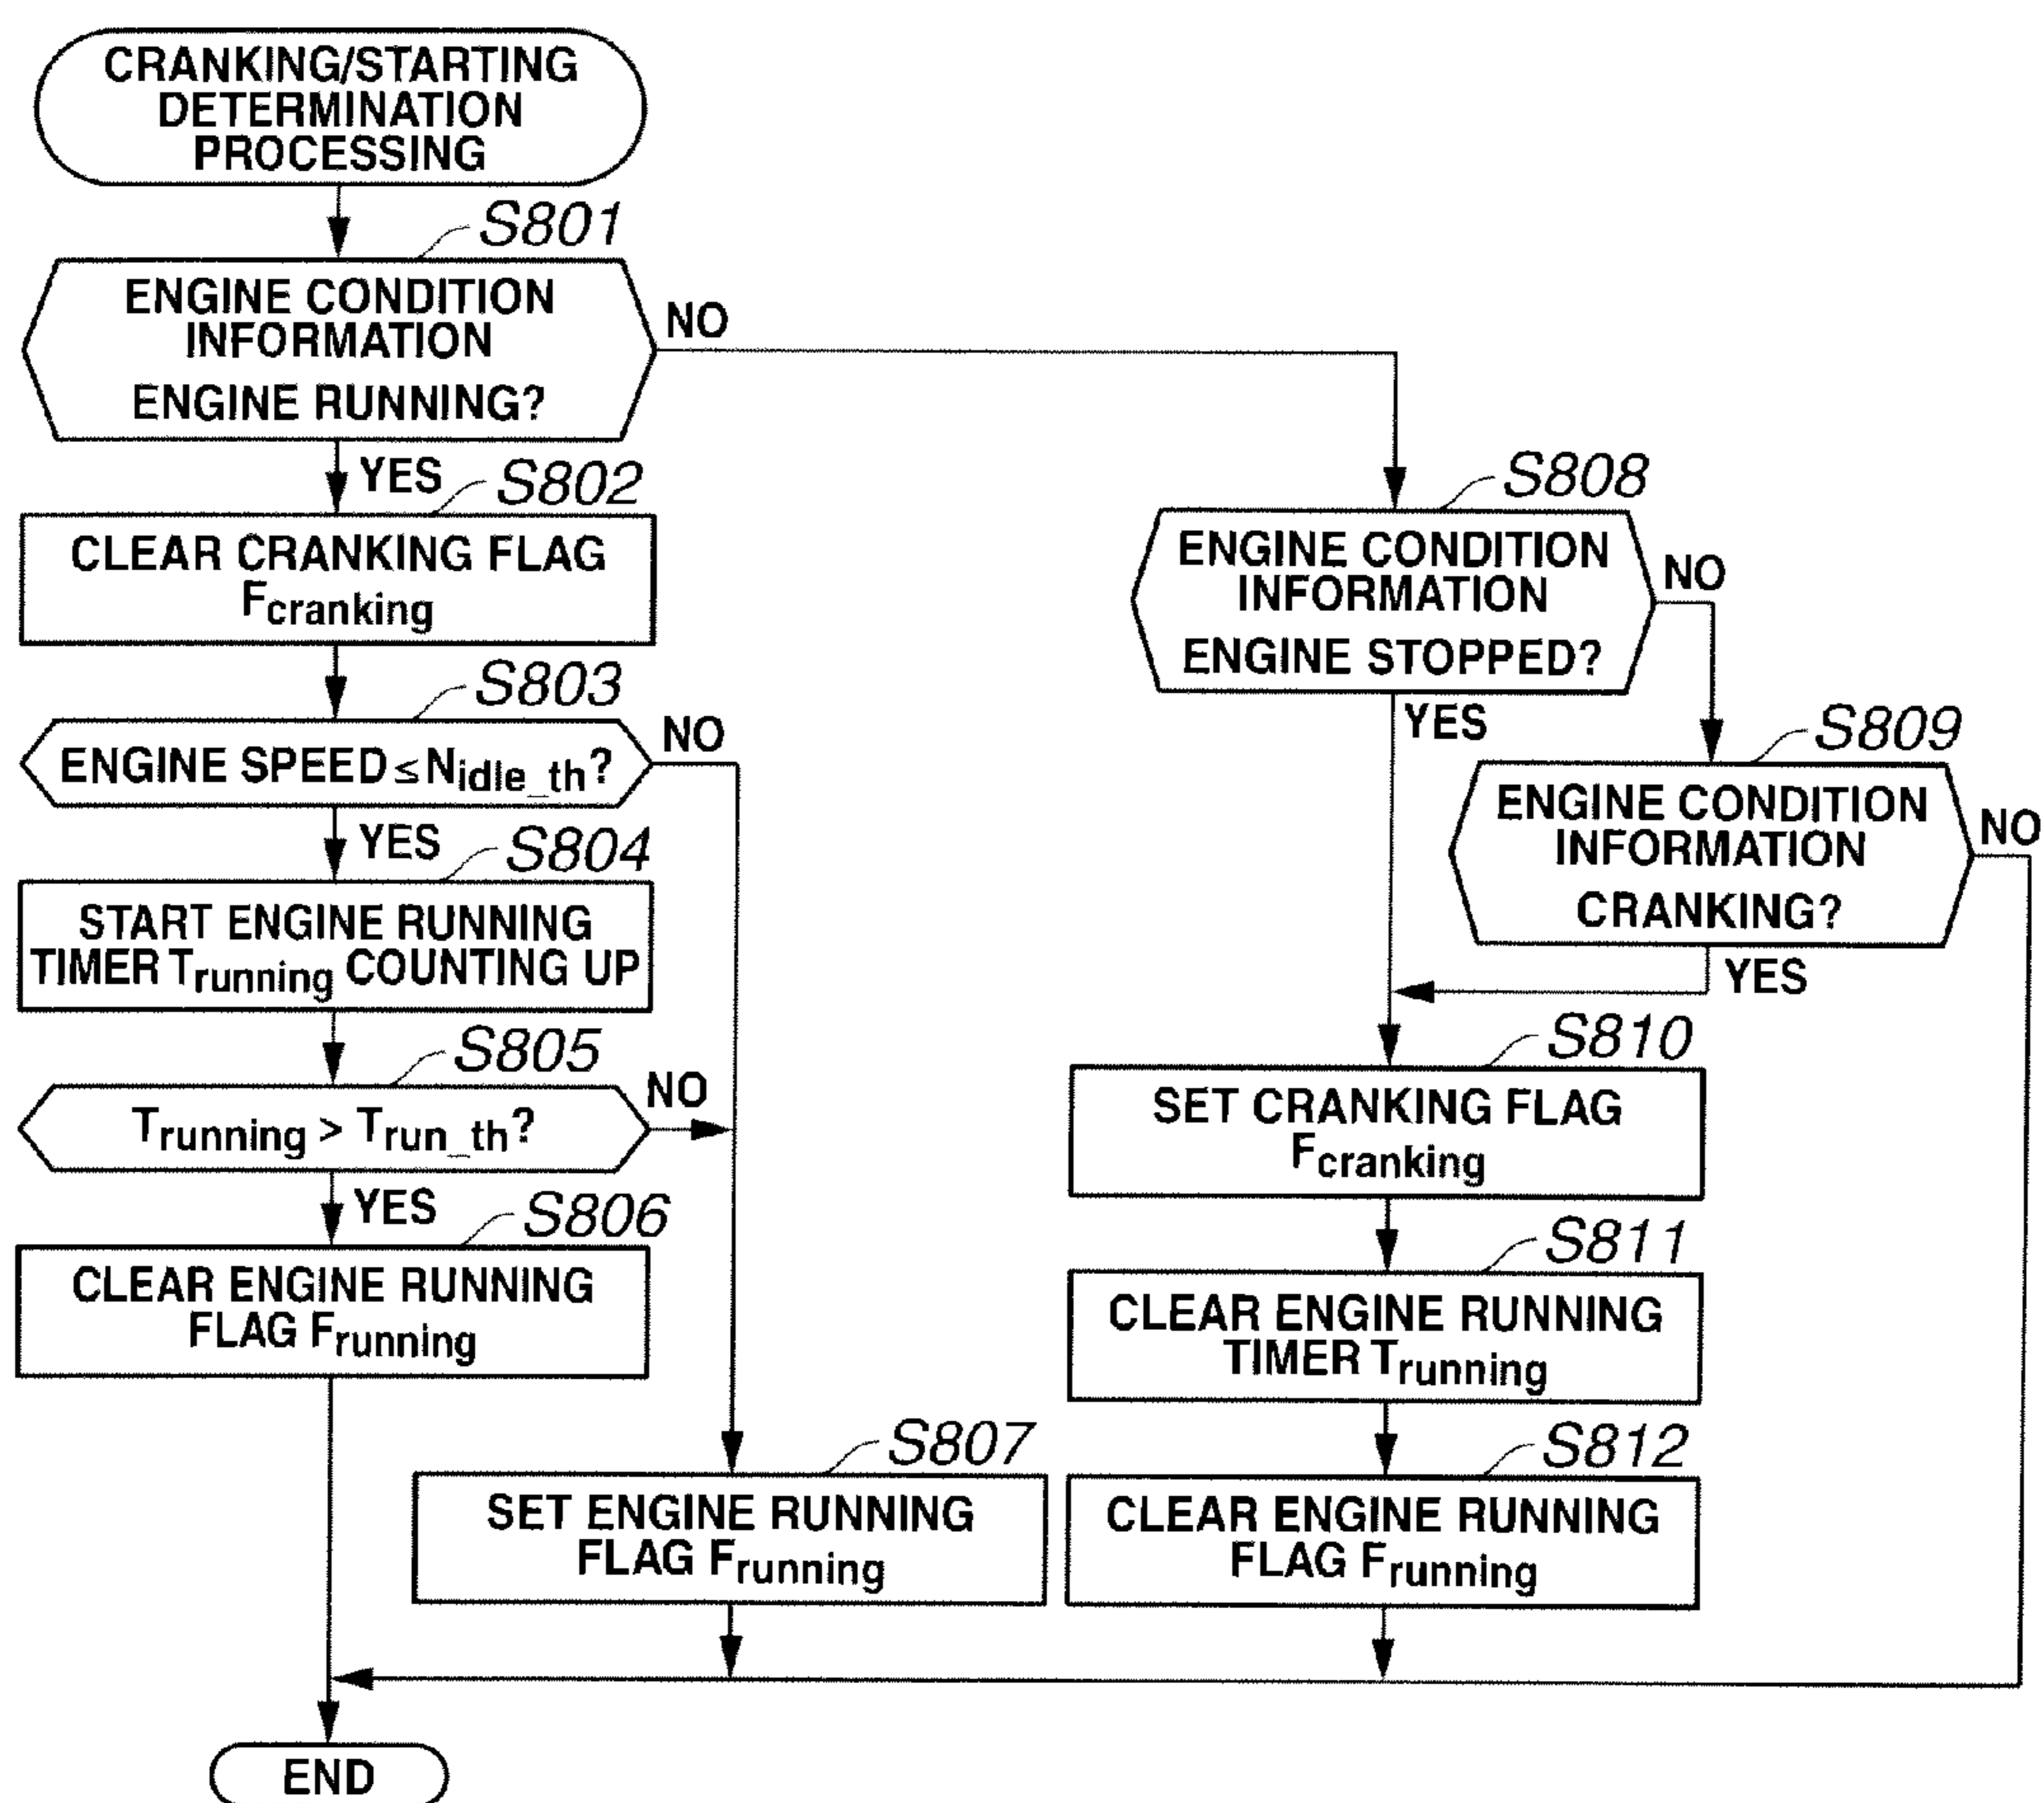 CRANKING/STARTING
DETERMINATION
PROCESSING
S801
ENGINE CONDITION
INFORMATION
ENGINE RUNNING?
NO
YES
S802
CLEAR CRANKING FLAG
Fcranking
S803
ENGINE SPEED≤Nidle_th?
NO
YES
S804
START ENGINE RUNNING
TIMER Trunning COUNTING UP
S805
Trunning > Trun_th?
NO
YES
S806
CLEAR ENGINE RUNNING
FLAG Frunning
S807
SET ENGINE RUNNING
FLAG Frunning
S808
ENGINE CONDITION
INFORMATION
ENGINE STOPPED?
NO
YES
S809
ENGINE CONDITION
INFORMATION
CRANKING?
NO
YES
S810
SET CRANKING FLAG
Fcranking
S811
CLEAR ENGINE RUNNING
TIMER Trunning
S812
CLEAR ENGINE RUNNING
FLAG Frunning
END